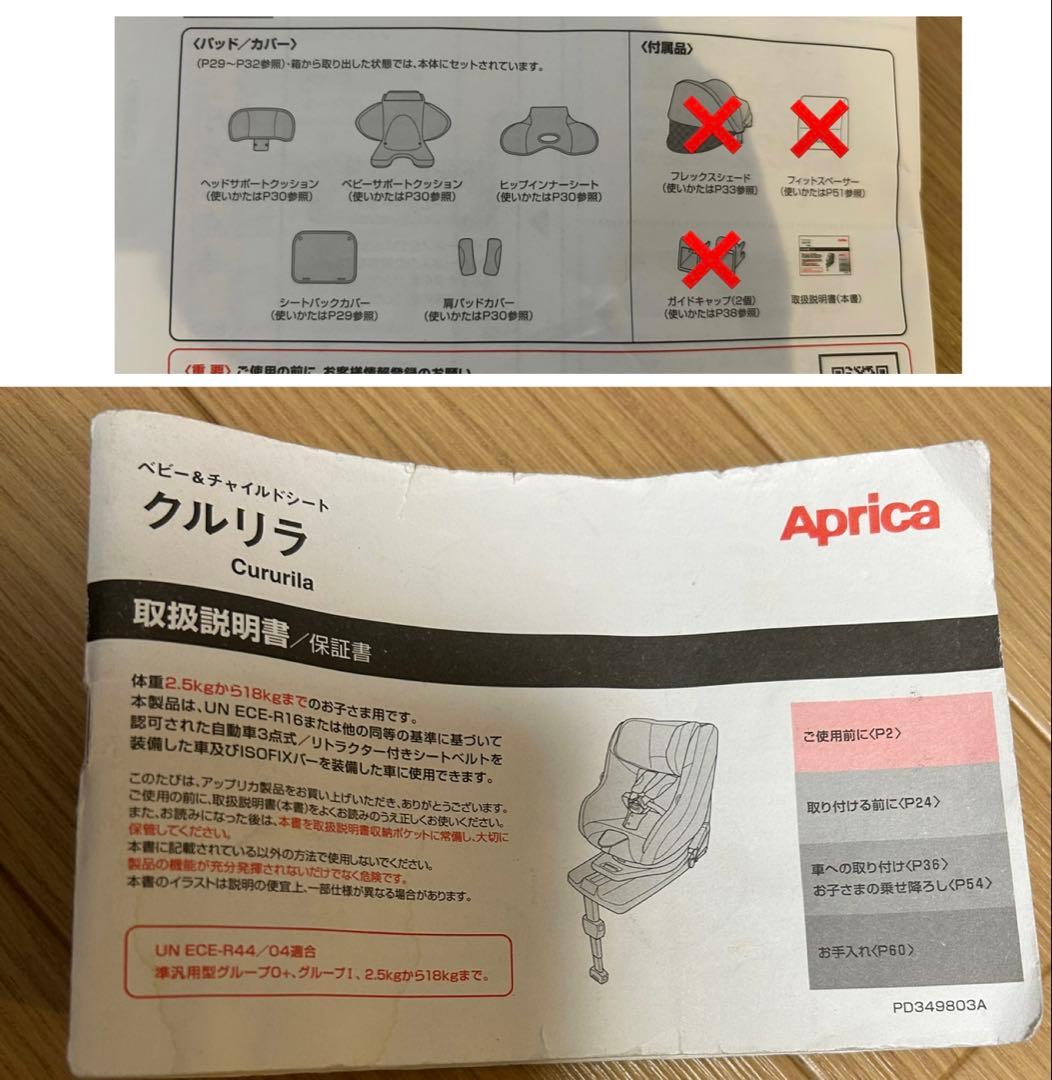 〈パッド／カバー〉
(P29〜P32参照)・箱から取り出した状態では、本体にセットされています。
ヘッドサポートクッション
(使いかたはP30参照)
ベビーサポートクッション
(使いかたはP30参照)
ヒップインナーシート
(使いかたはP30参照)
シートバックカバー
(使いかたはP29参照)
肩パッドカバー
(使いかたはP30参照)
〈付属品〉
フレックスシェード
(使いかたはP33参照)
フィットスペーサー
(使いかたはP51参照)
ガイドキャップ(2個)
(使いかたはP38参照)
取扱説明書(本書)
〈重要〉ご使用の前に、お客様情報登録のお願い
ベビー＆チャイルドシート
クルリラ
Cururila
Aprica
取扱説明書／保証書
体重2.5kgから18kgまでのお子さま用です。
本製品は、UN ECE-R16または他の同等の基準に基づいて
認可された自動車3点式／リトラクター付きシートベルトを
装備した車及びISOFIXバーを装備した車に使用できます。
このたびは、アップリカ製品をお買い上げいただき、ありがとうございます。
ご使用の前に、取扱説明書(本書)をよくお読みのうえ正しくお使いください。
また、お読みになった後は、本書を取扱説明書収納ポケットに常備し、大切に
保管してください。
本書に記載されている以外の方法で使用しないでください。
製品の機能が充分発揮されないだけでなく危険です。
本書のイラストは説明の便宜上、一部仕様が異なる場合があります。
UN ECE-R44／04適合
準汎用型グループ0+、グループI、2.5kgから18kgまで。
ご使用前に〈P2〉
取り付ける前に〈P24〉
車への取り付け〈P36〉
お子さまの乗せ降ろし〈P54〉
お手入れ〈P60〉
PD349803A